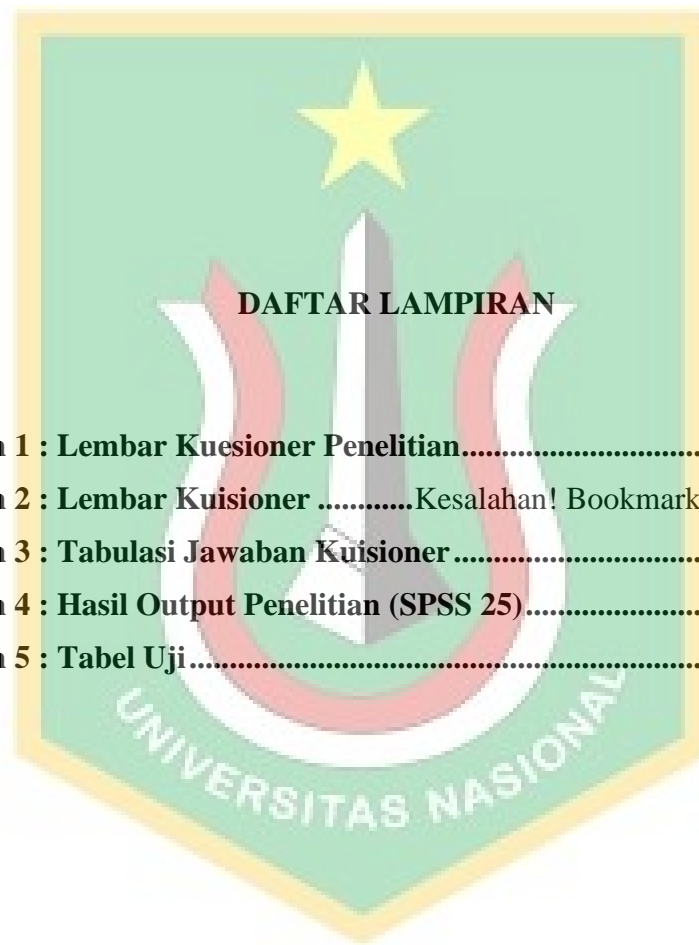 DAFTAR LAMPIRAN
n 1 : Lembar Kuesioner Penelitian..............................
n 2 : Lembar Kuisioner ............Kesalahan! Bookmark
n 3 : Tabulasi Jawaban Kuisioner...............................
n 4 : Hasil Output Penelitian (SPSS 25)......................
n 5 : Tabel Uji................................................................
UNIVERSITAS NASIONAL